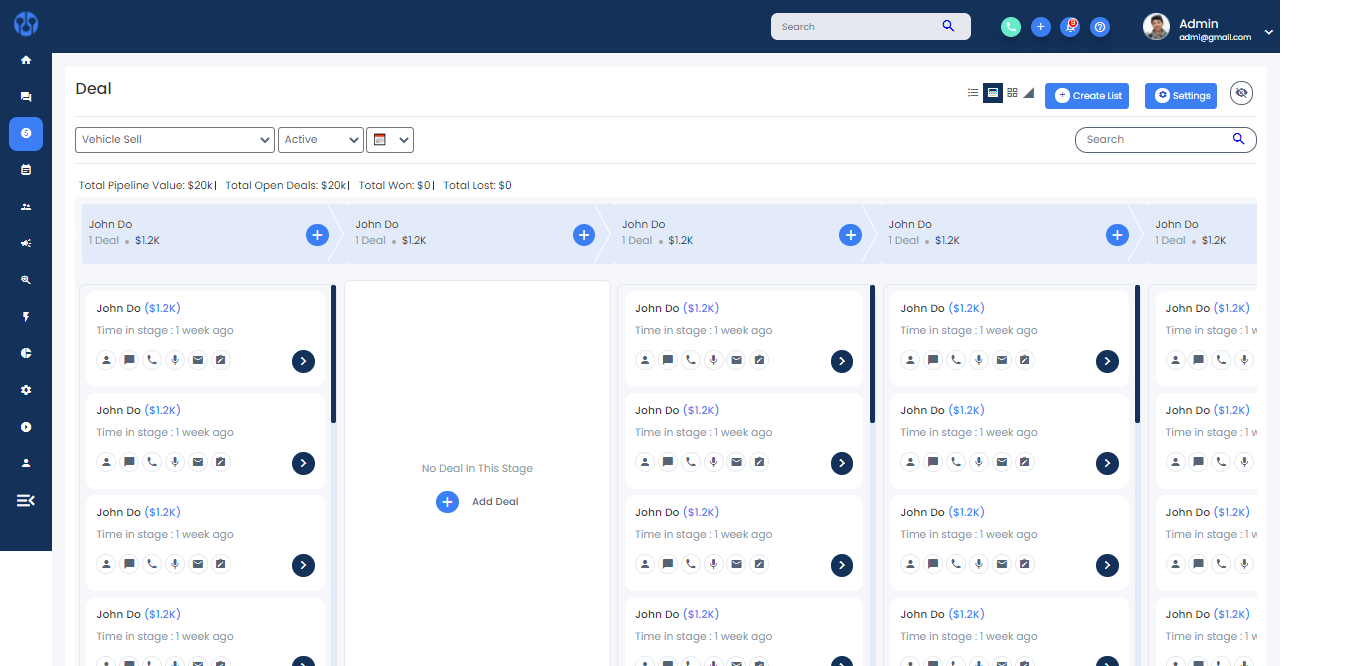 Search
9
Admin
admi@gmail.com
Deal
Create List
Settings
Vehicle Sell
Active
Search
Total Pipeline Value: $20k| Total Open Deals: $20k| Total Won: $0| Total Lost: $0
John Do
1 Deal $1.2K
John Do
1 Deal $1.2K
John Do
1 Deal $1.2K
John Do
1 Deal $1.2K
John Do
1 Deal $1.2K
John Do ($1.2K)
Time in stage : 1 week ago
John Do ($1.2K)
Time in stage : 1 week ago
John Do ($1.2K)
Time in stage : 1 week ago
John Do ($1.2K)
Time in stage : 1 week ago
No Deal In This Stage
Add Deal
John Do ($1.2K)
Time in stage : 1 week ago
John Do ($1.2K)
Time in stage : 1 week ago
John Do ($1.2K)
Time in stage : 1 week ago
John Do ($1.2K)
Time in stage : 1 week ago
John Do ($1.2K)
Time in stage : 1 week ago
John Do ($1.2K)
Time in stage : 1 week ago
John Do ($1.2K)
Time in stage : 1 week ago
John Do ($1.2K)
Time in stage : 1 week ago
John Do ($1.2K)
Time in stage : 1 w
John Do ($1.2K)
Time in stage : 1 w
John Do ($1.2K)
Time in stage : 1 w
John Do ($1.2K)
Time in stage : 1 w